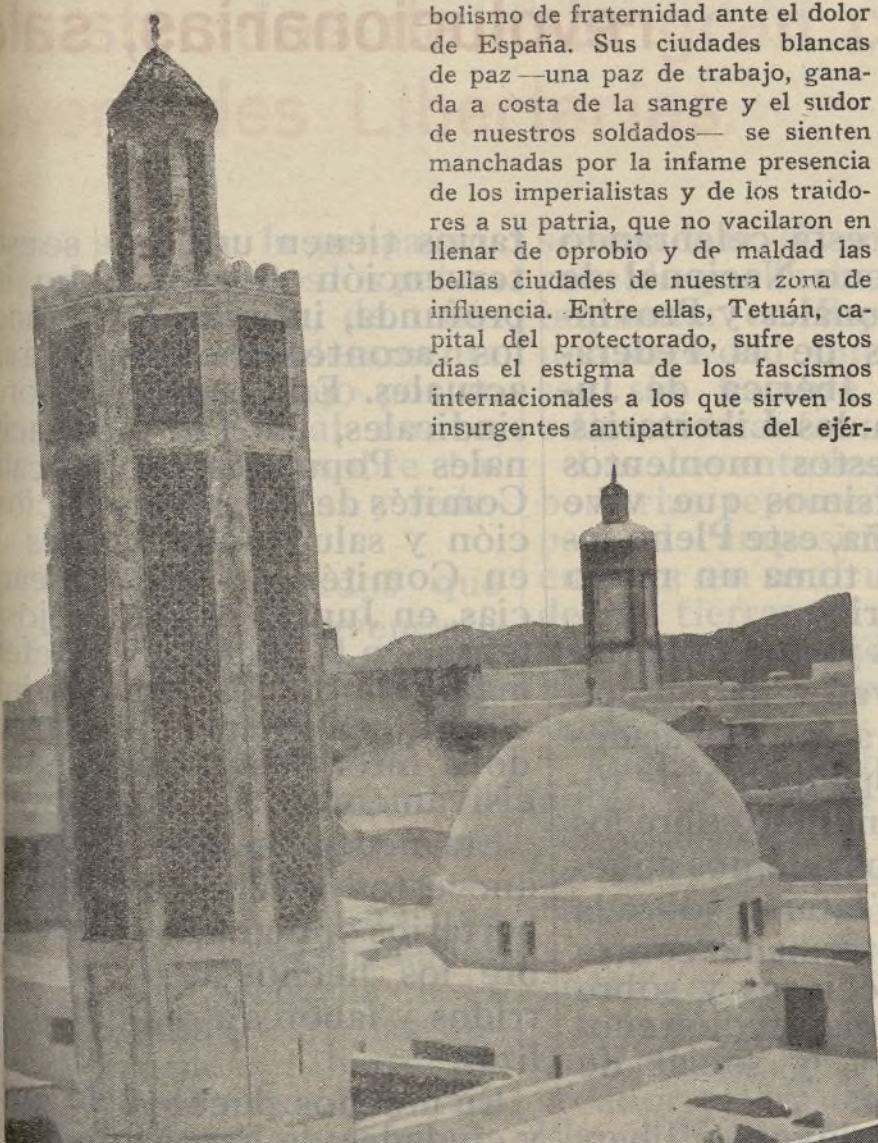 bolismo de fraternidad ante el dolor
de España. Sus ciudades blancas
de paz —una paz de trabajo, gana-
da a costa de la sangre y el sudor
de nuestros soldados— se sienten
manchadas por la infame presencia
de los imperialistas y de los traido-
res a su patria, que no vacilaron en
llenar de oprobio y de maldad las
bellas ciudades de nuestra zona de
influencia. Entre ellas, Tetuán, ca-
pital del protectorado, sufre estos
días el estigma de los fascismos
internacionales a los que sirven los
insurgentes antipatriotas del ejér-